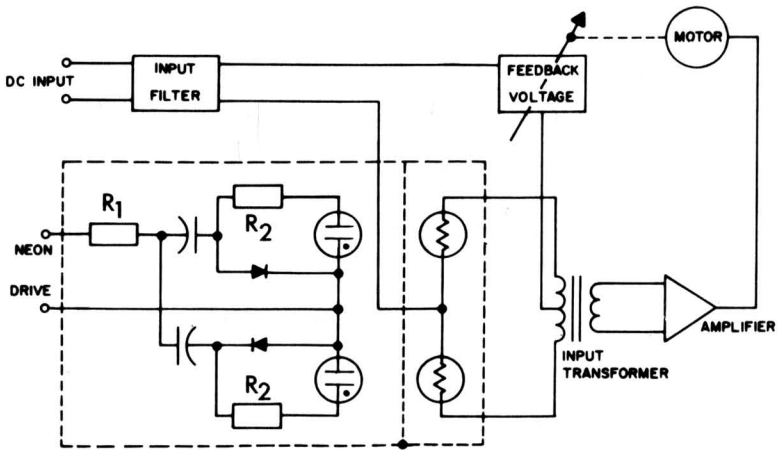 DC INPUT
INPUT
FILTER
FEEDBACK
VOLTAGE
MOTOR
R1
R2
NEON
DRIVE
R2
INPUT
TRANSFORMER
AMPLIFIER